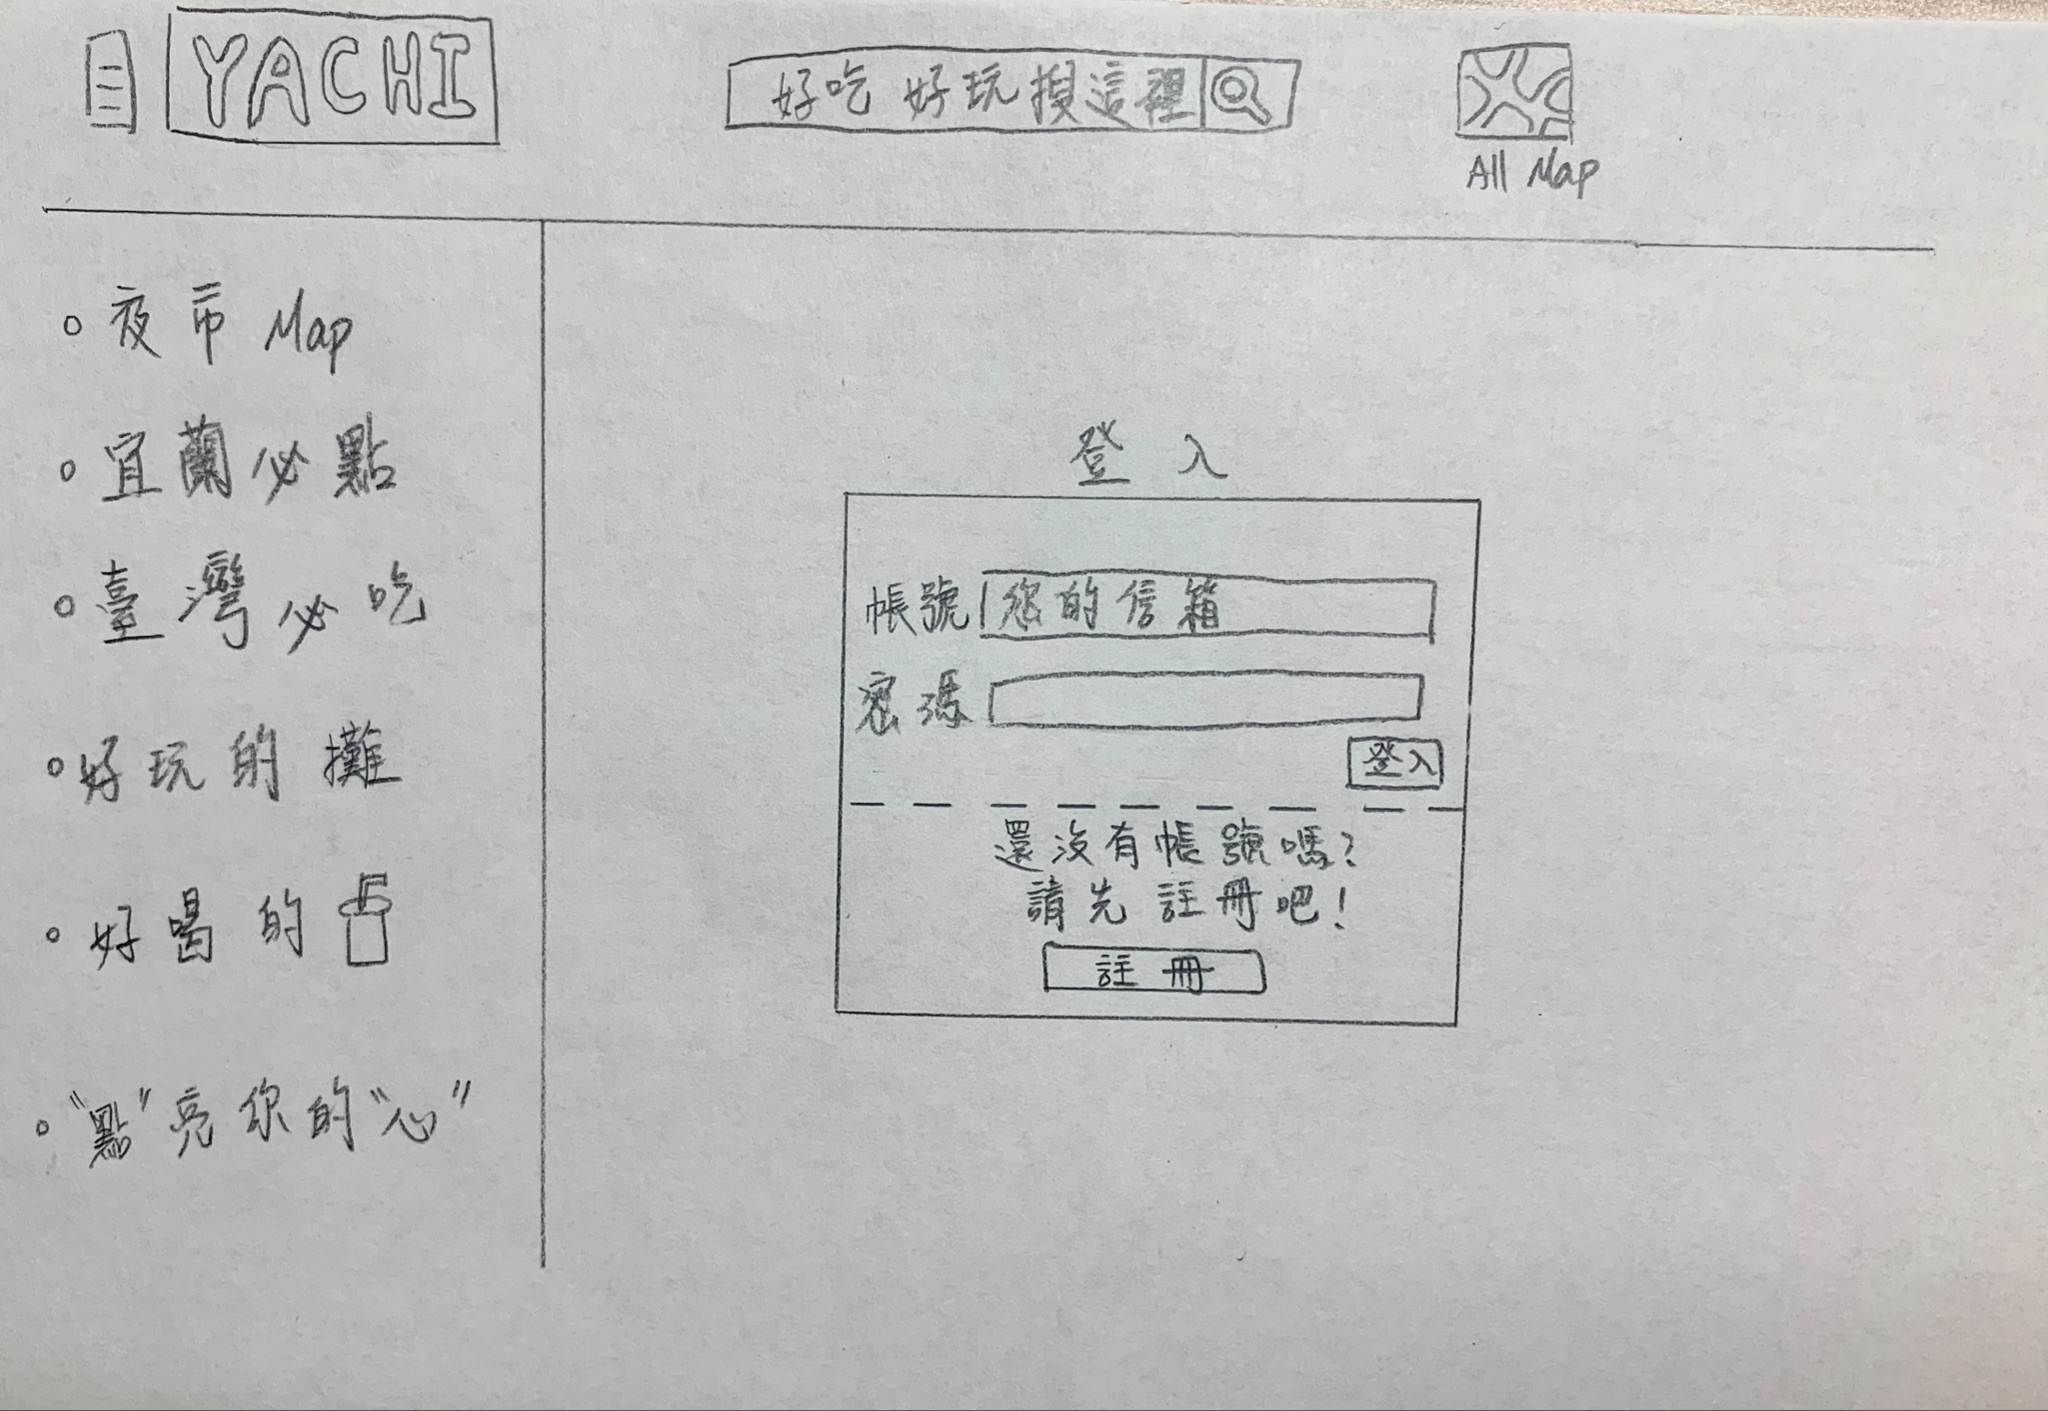 YACHI
好吃 好玩搜這裡
All Map
夜市 Map
宜蘭必點
臺灣必吃
好玩的攤
好喝的
"點"亮你的"心"
登入
帳號 您的信箱
密碼
登入
還沒有帳號嗎?
請先註冊吧!
註冊